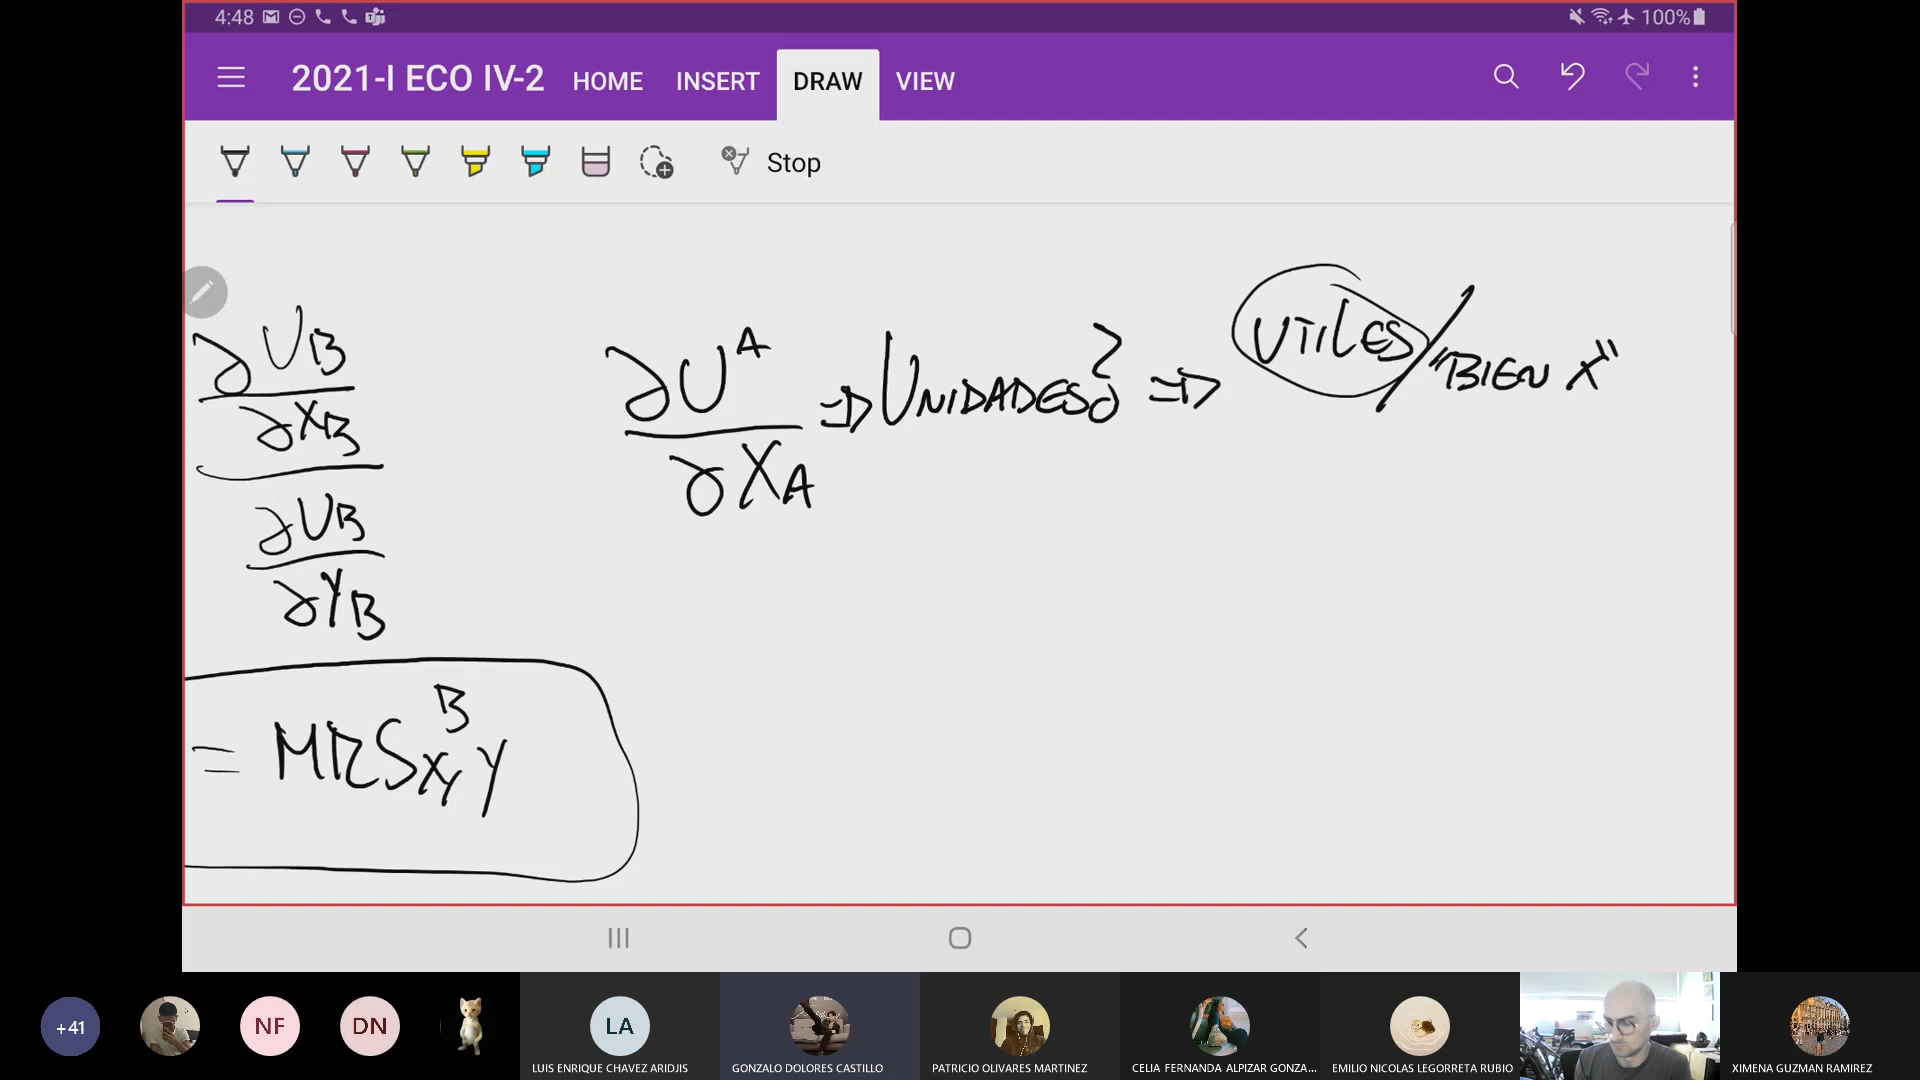 4:48 100%
2021-I ECO IV-2 HOME INSERT DRAW VIEW
Stop
∂UB
∂XB
∂UB
∂YB
= MRS B X,Y
∂U^A
∂XA
⇒ UNIDADES? ⇒ UTILES / "BIEN X"
+41 NF DN LA
LUIS ENRIQUE CHAVEZ ARIDJIS
GONZALO DOLORES CASTILLO
PATRICIO OLIVARES MARTINEZ
CELIA FERNANDA ALPIZAR GONZA...
EMILIO NICOLAS LEGORRETA RUBIO
XIMENA GUZMAN RAMIREZ